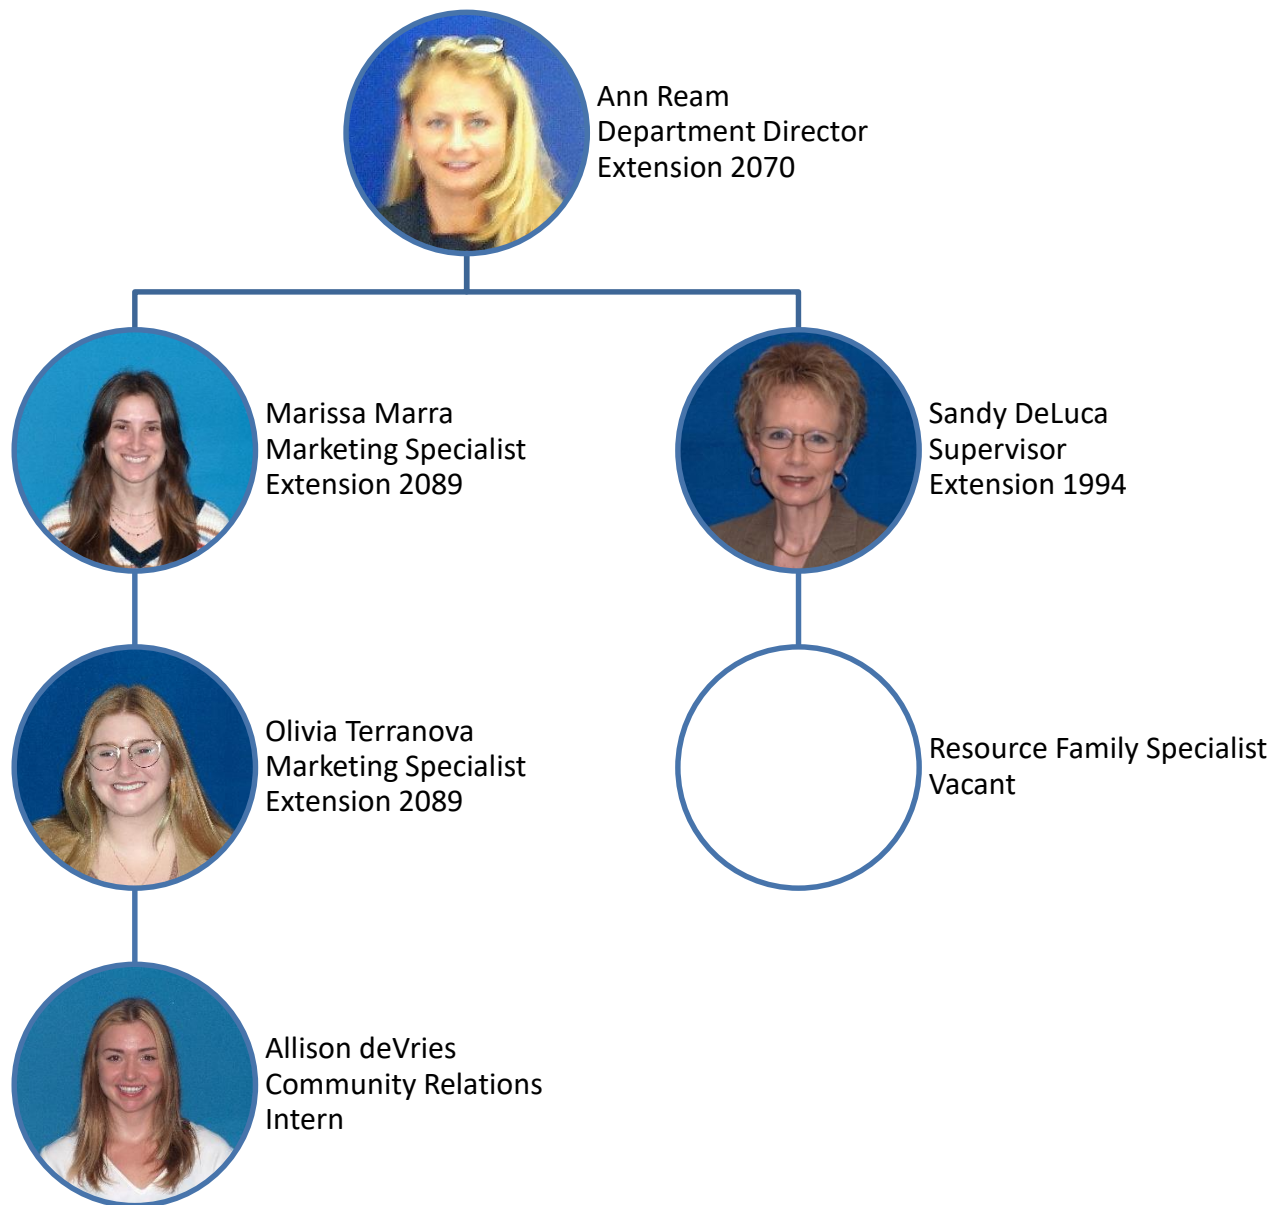 Ann Ream
Department Director
Extension 2070
Marissa Marra
Marketing Specialist
Extension 2089
Sandy DeLuca
Supervisor
Extension 1994
Olivia Terranova
Marketing Specialist
Extension 2089
Resource Family Specialist
Vacant
Allison deVries
Community Relations
Intern